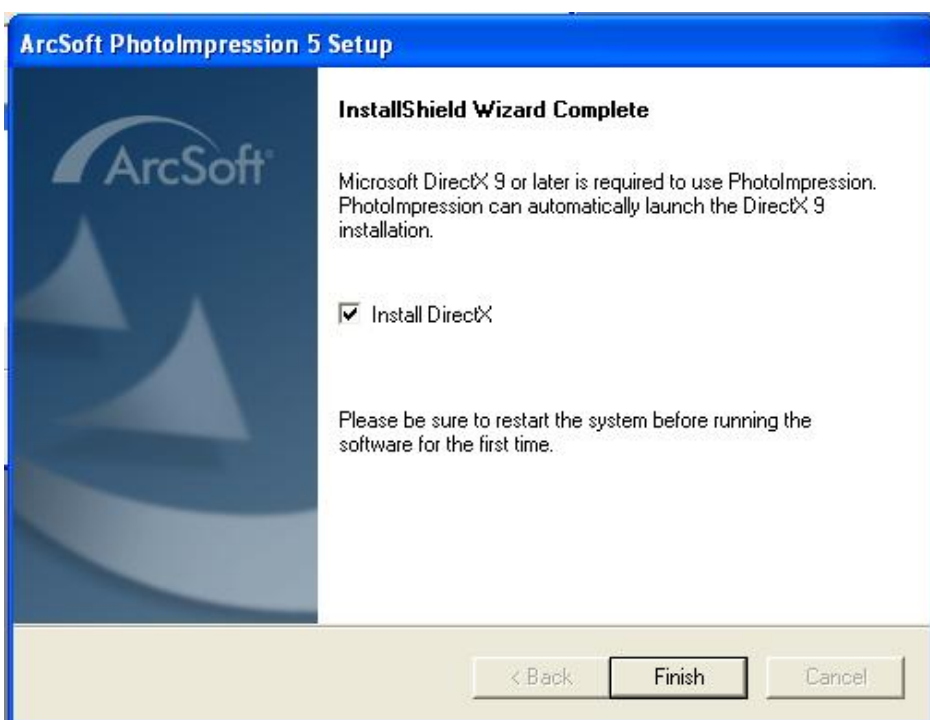 ArcSoft PhotoImpression 5 Setup
ArcSoft®
InstallShield Wizard Complete
Microsoft DirectX 9 or later is required to use PhotoImpression.
PhotoImpression can automatically launch the DirectX 9
installation.
Install DirectX
Please be sure to restart the system before running the
software for the first time.
< Back
Finish
Cancel